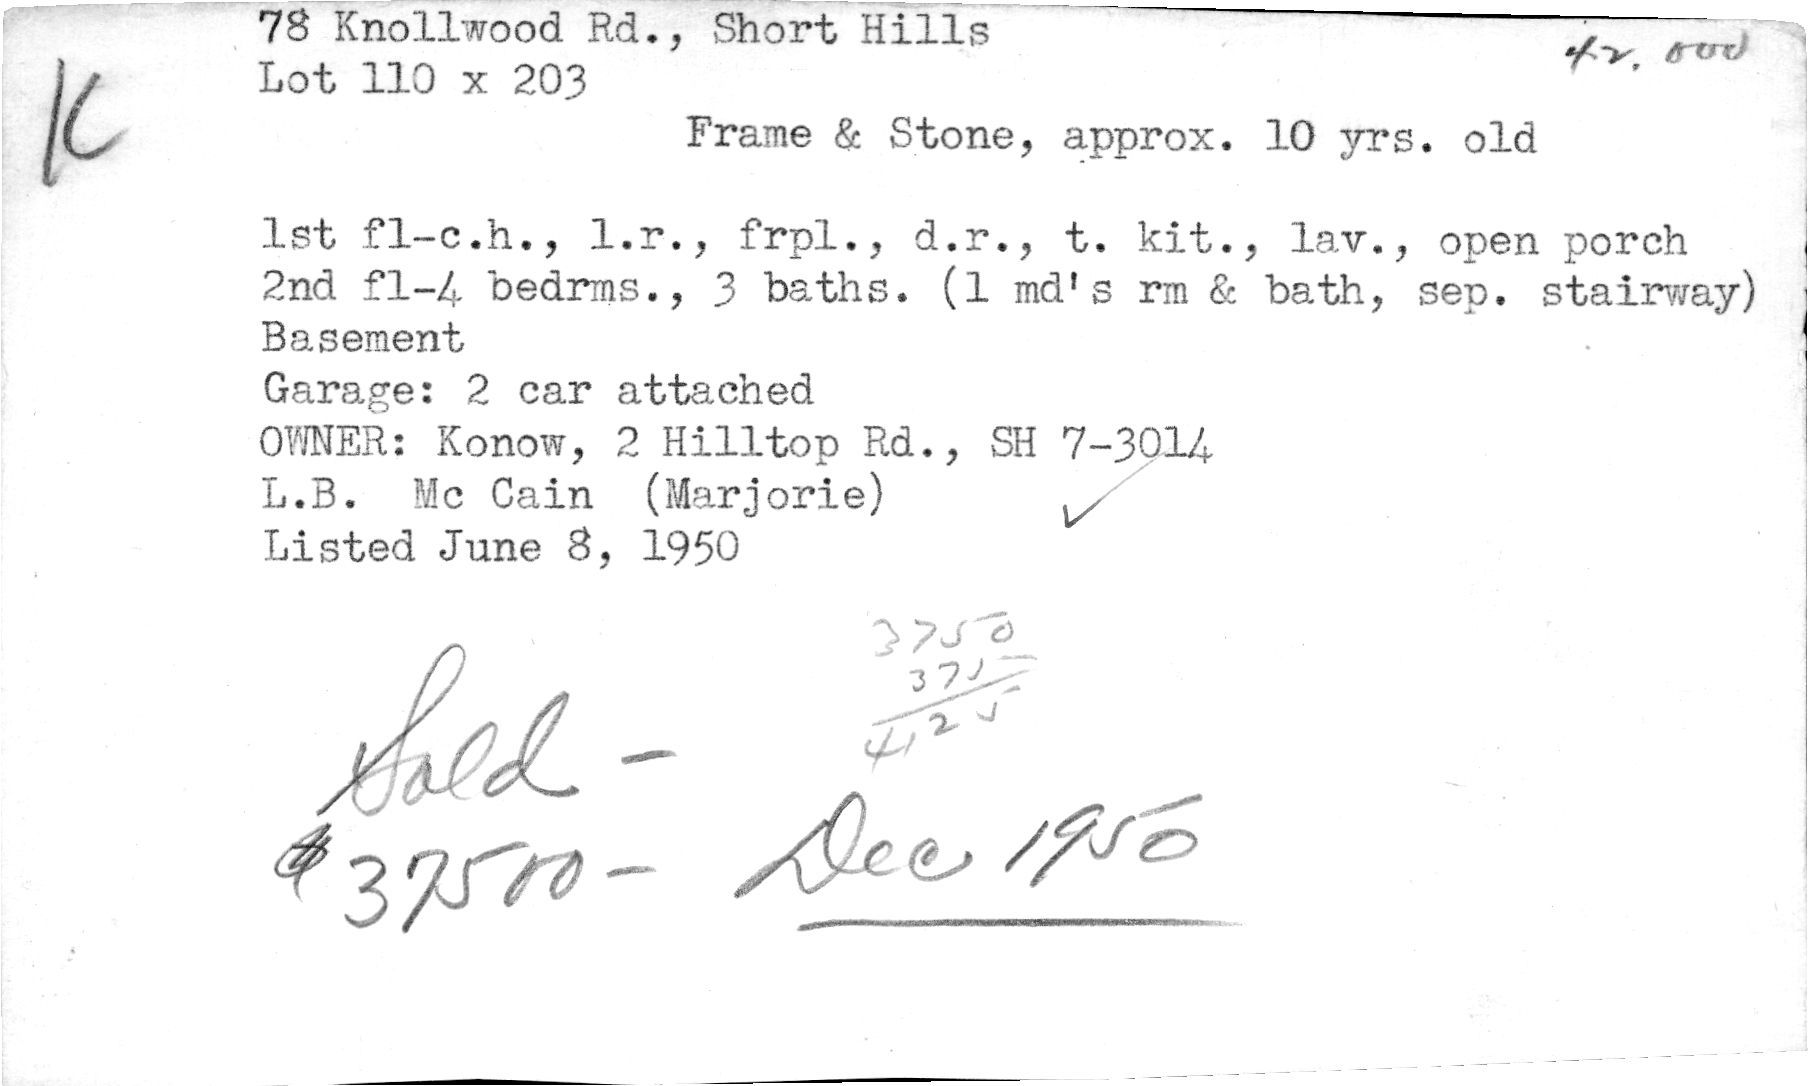 78 Knollwood Rd., Short Hills
42.000
Lot 110 x 203
K
Frame & Stone, approx. 10 yrs. old
1st fl-c.h., l.r., frpl., d.r., t. kit., lav., open porch
2nd fl-4 bedrms., 3 baths. (1 md's rm & bath, sep. stairway)
Basement
Garage: 2 car attached
OWNER: Konow, 2 Hilltop Rd., SH 7-3014
L.B. Mc Cain (Marjorie)
Listed June 8, 1950
3750
375
4125
Sold -
$37500 - Dec 1950